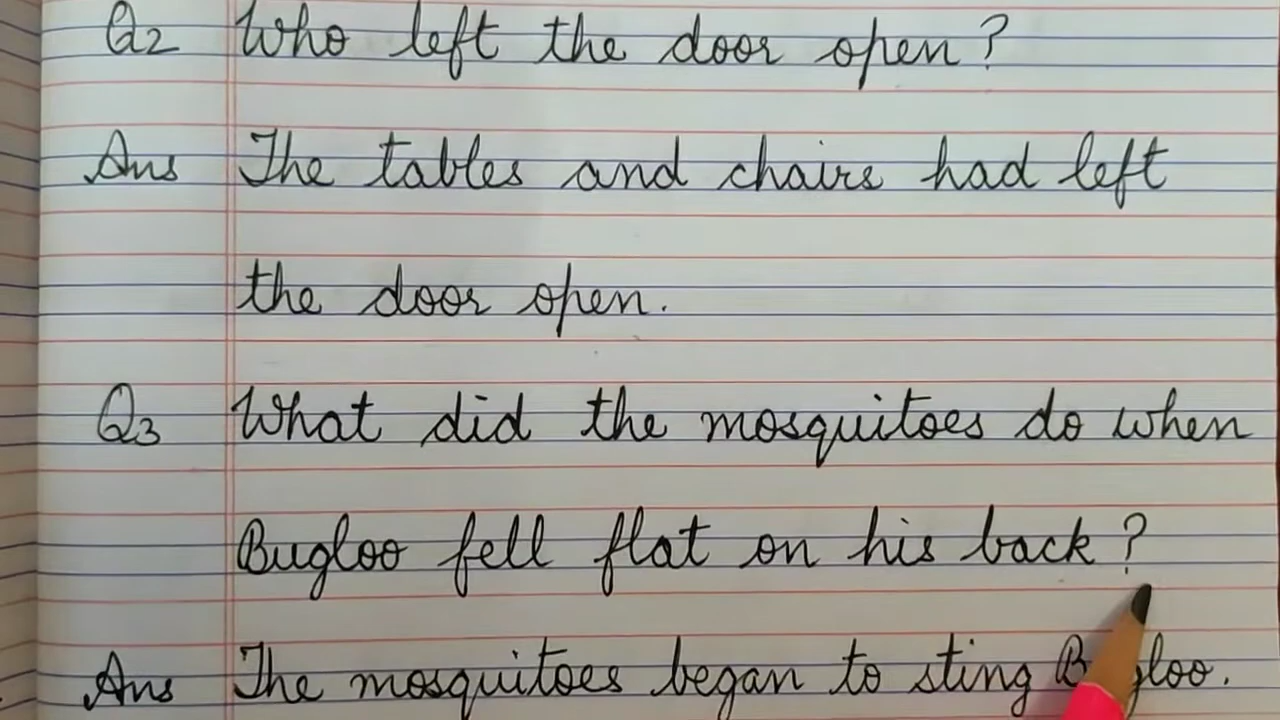 Q2 Who left the door open?
Ans The tables and chairs had left
the door open.
Q3 What did the mosquitoes do when
Bugloo fell flat on his back?
Ans The mosquitoes began to sting Bugloo.